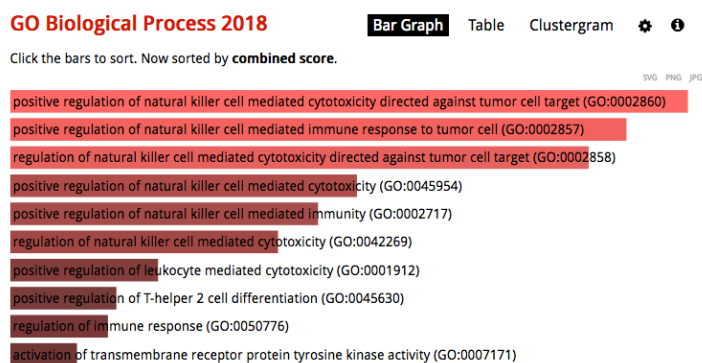 GO Biological Process 2018
Bar Graph Table Clustergram
Click the bars to sort. Now sorted by combined score.
SVG PNG JPG
positive regulation of natural killer cell mediated cytotoxicity directed against tumor cell target (GO:0002860)
positive regulation of natural killer cell mediated immune response to tumor cell (GO:0002857)
regulation of natural killer cell mediated cytotoxicity directed against tumor cell target (GO:0002858)
positive regulation of natural killer cell mediated cytotoxicity (GO:0045954)
positive regulation of natural killer cell mediated immunity (GO:0002717)
regulation of natural killer cell mediated cytotoxicity (GO:0042269)
positive regulation of leukocyte mediated cytotoxicity (GO:0001912)
positive regulation of T-helper 2 cell differentiation (GO:0045630)
regulation of immune response (GO:0050776)
activation of transmembrane receptor protein tyrosine kinase activity (GO:0007171)